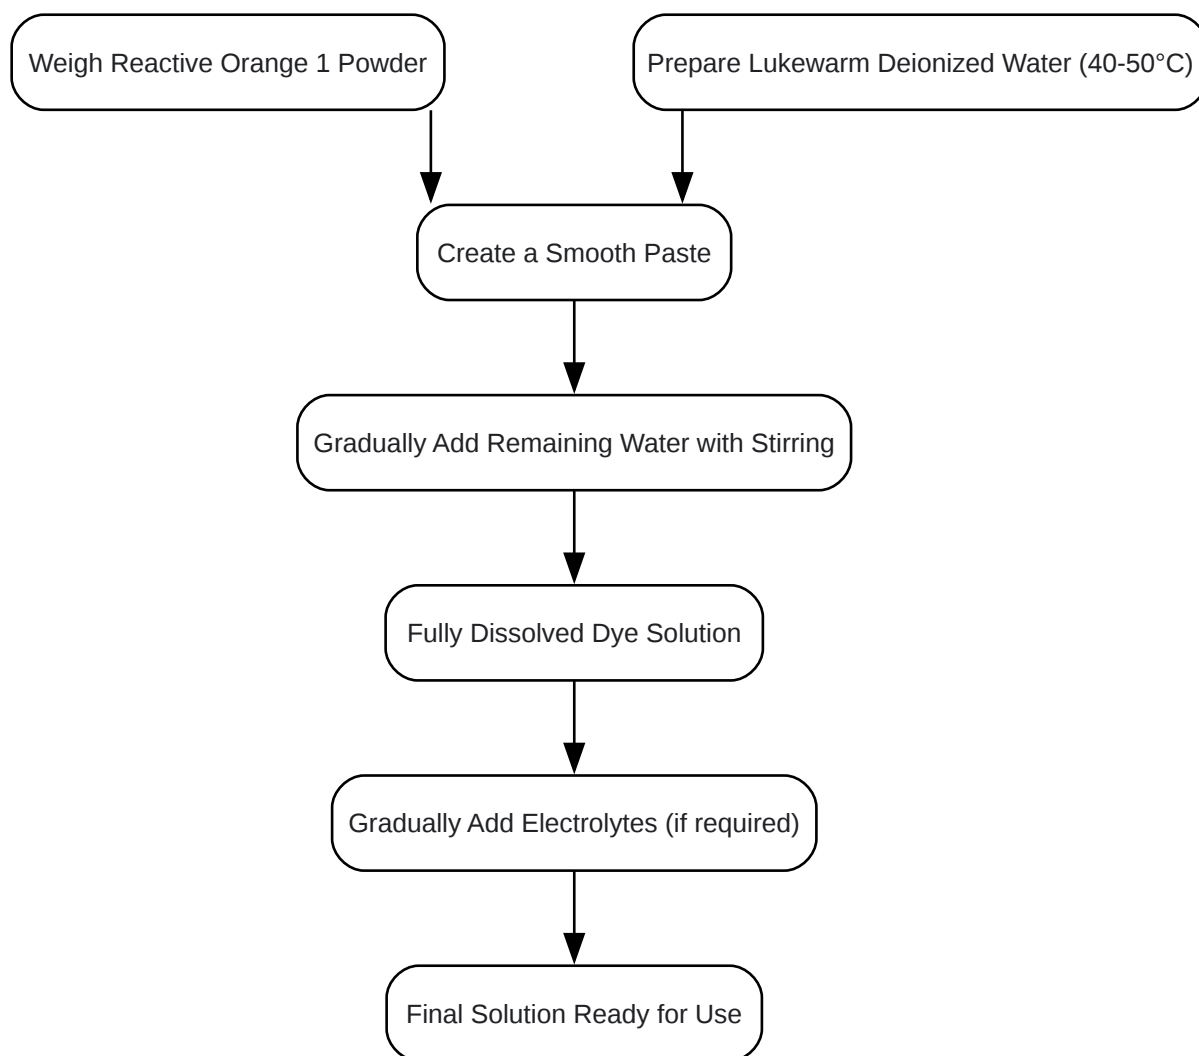 Weigh Reactive Orange 1 Powder
Prepare Lukewarm Deionized Water (40-50°C)
Create a Smooth Paste
Gradually Add Remaining Water with Stirring
Fully Dissolved Dye Solution
Gradually Add Electrolytes (if required)
Final Solution Ready for Use